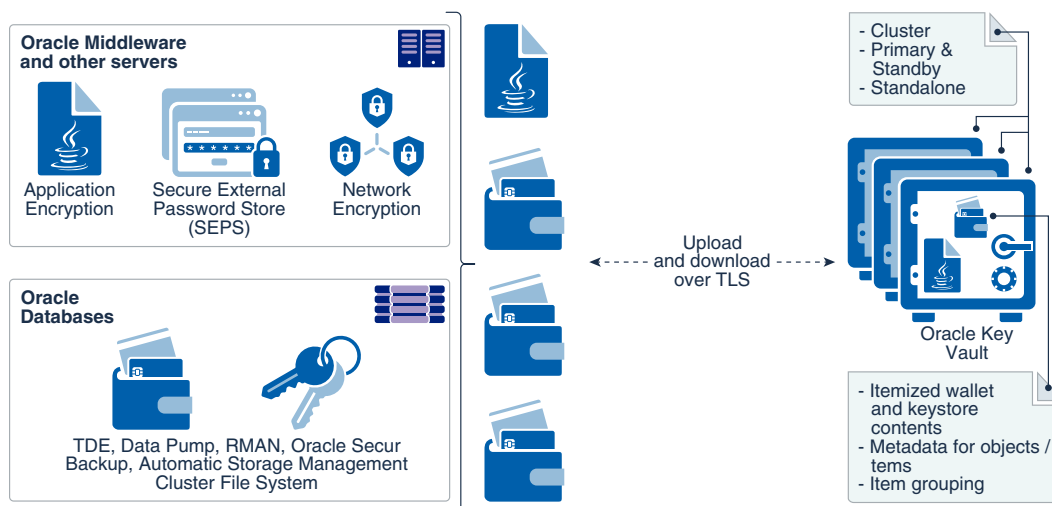 Oracle Middleware
and other servers
Application
Encryption
Secure External
Password Store
(SEPS)
Network
Encryption
Oracle
Databases
TDE, Data Pump, RMAN, Oracle Secur
Backup, Automatic Storage Management
Cluster File System
Upload
and download
over TLS
- Cluster
- Primary &
Standby
- Standalone
Oracle Key
Vault
- Itemized wallet
and keystore
contents
- Metadata for objects /
tems
- Item grouping